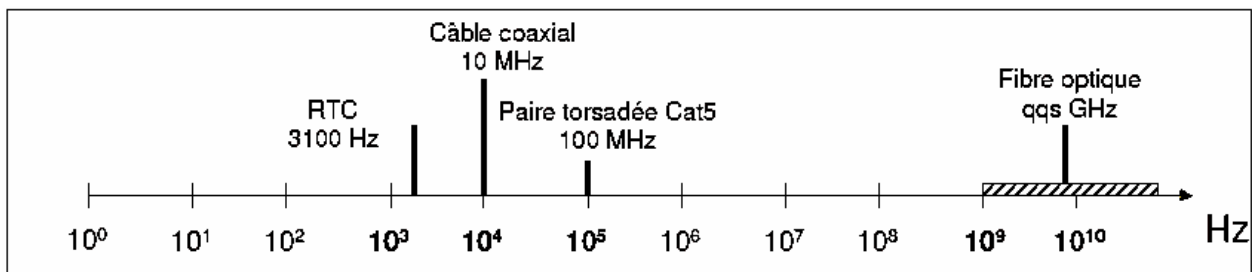 Câble coaxial
10 MHz
RTC
3100 Hz
Paire torsadée Cat5
100 MHz
Fibre optique
qqs GHz
10⁰ 10¹ 10² 10³ 10⁴ 10⁵ 10⁶ 10⁷ 10⁸ 10⁹ 10¹⁰ Hz